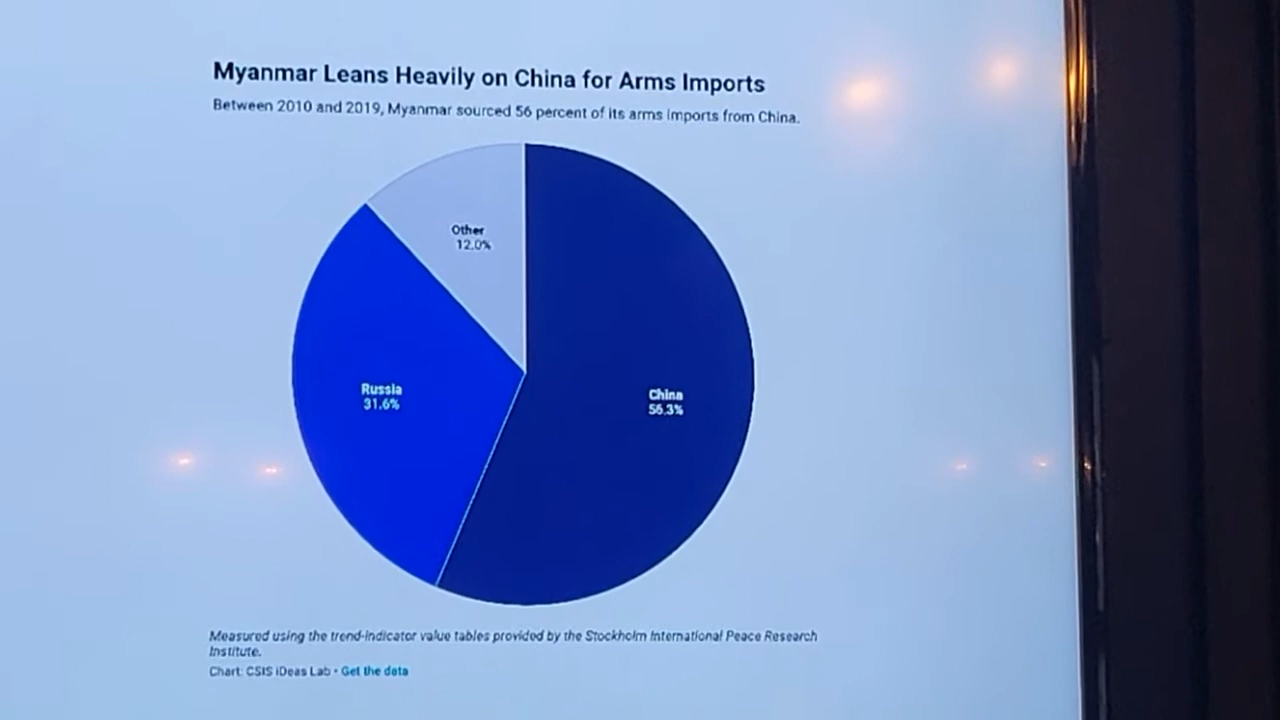 Myanmar Leans Heavily on China for Arms Imports
Between 2010 and 2019, Myanmar sourced 56 percent of its arms imports from China.
Other
12.0%
Russia
31.6%
China
56.3%
Measured using the trend-indicator value tables provided by the Stockholm International Peace Research
Institute.
Chart: CSIS iDeas Lab • Get the data